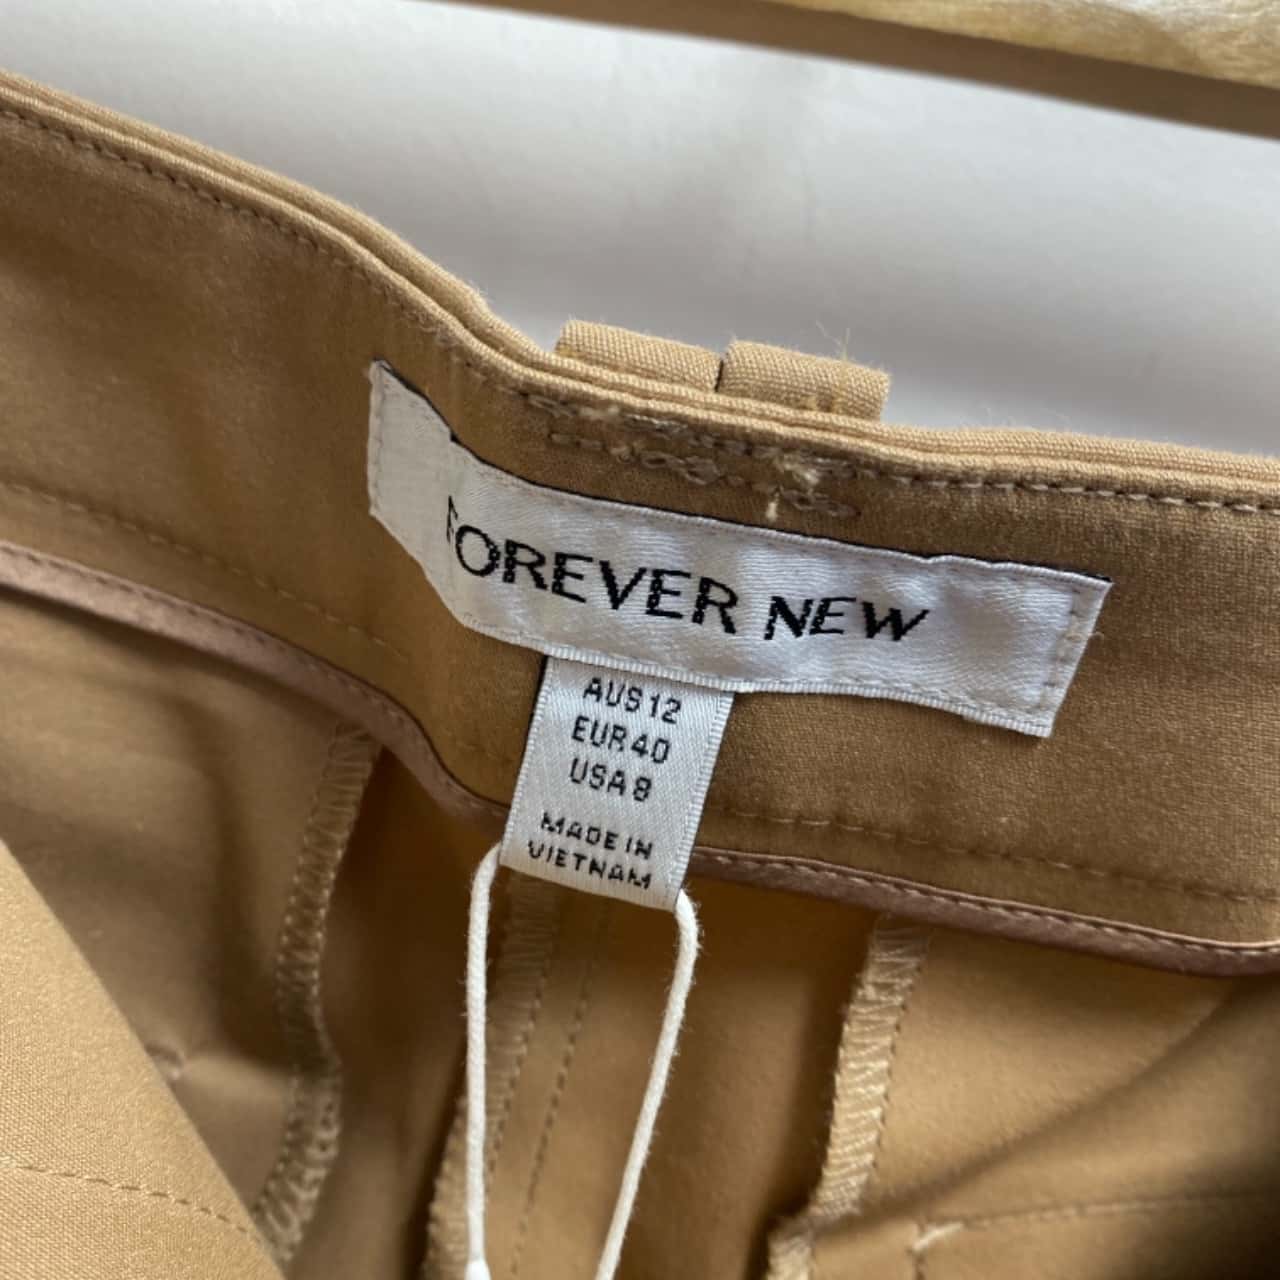 FOREVER NEW
AUS 12
EUR 40
USA 8
MADE IN
VIETNAM